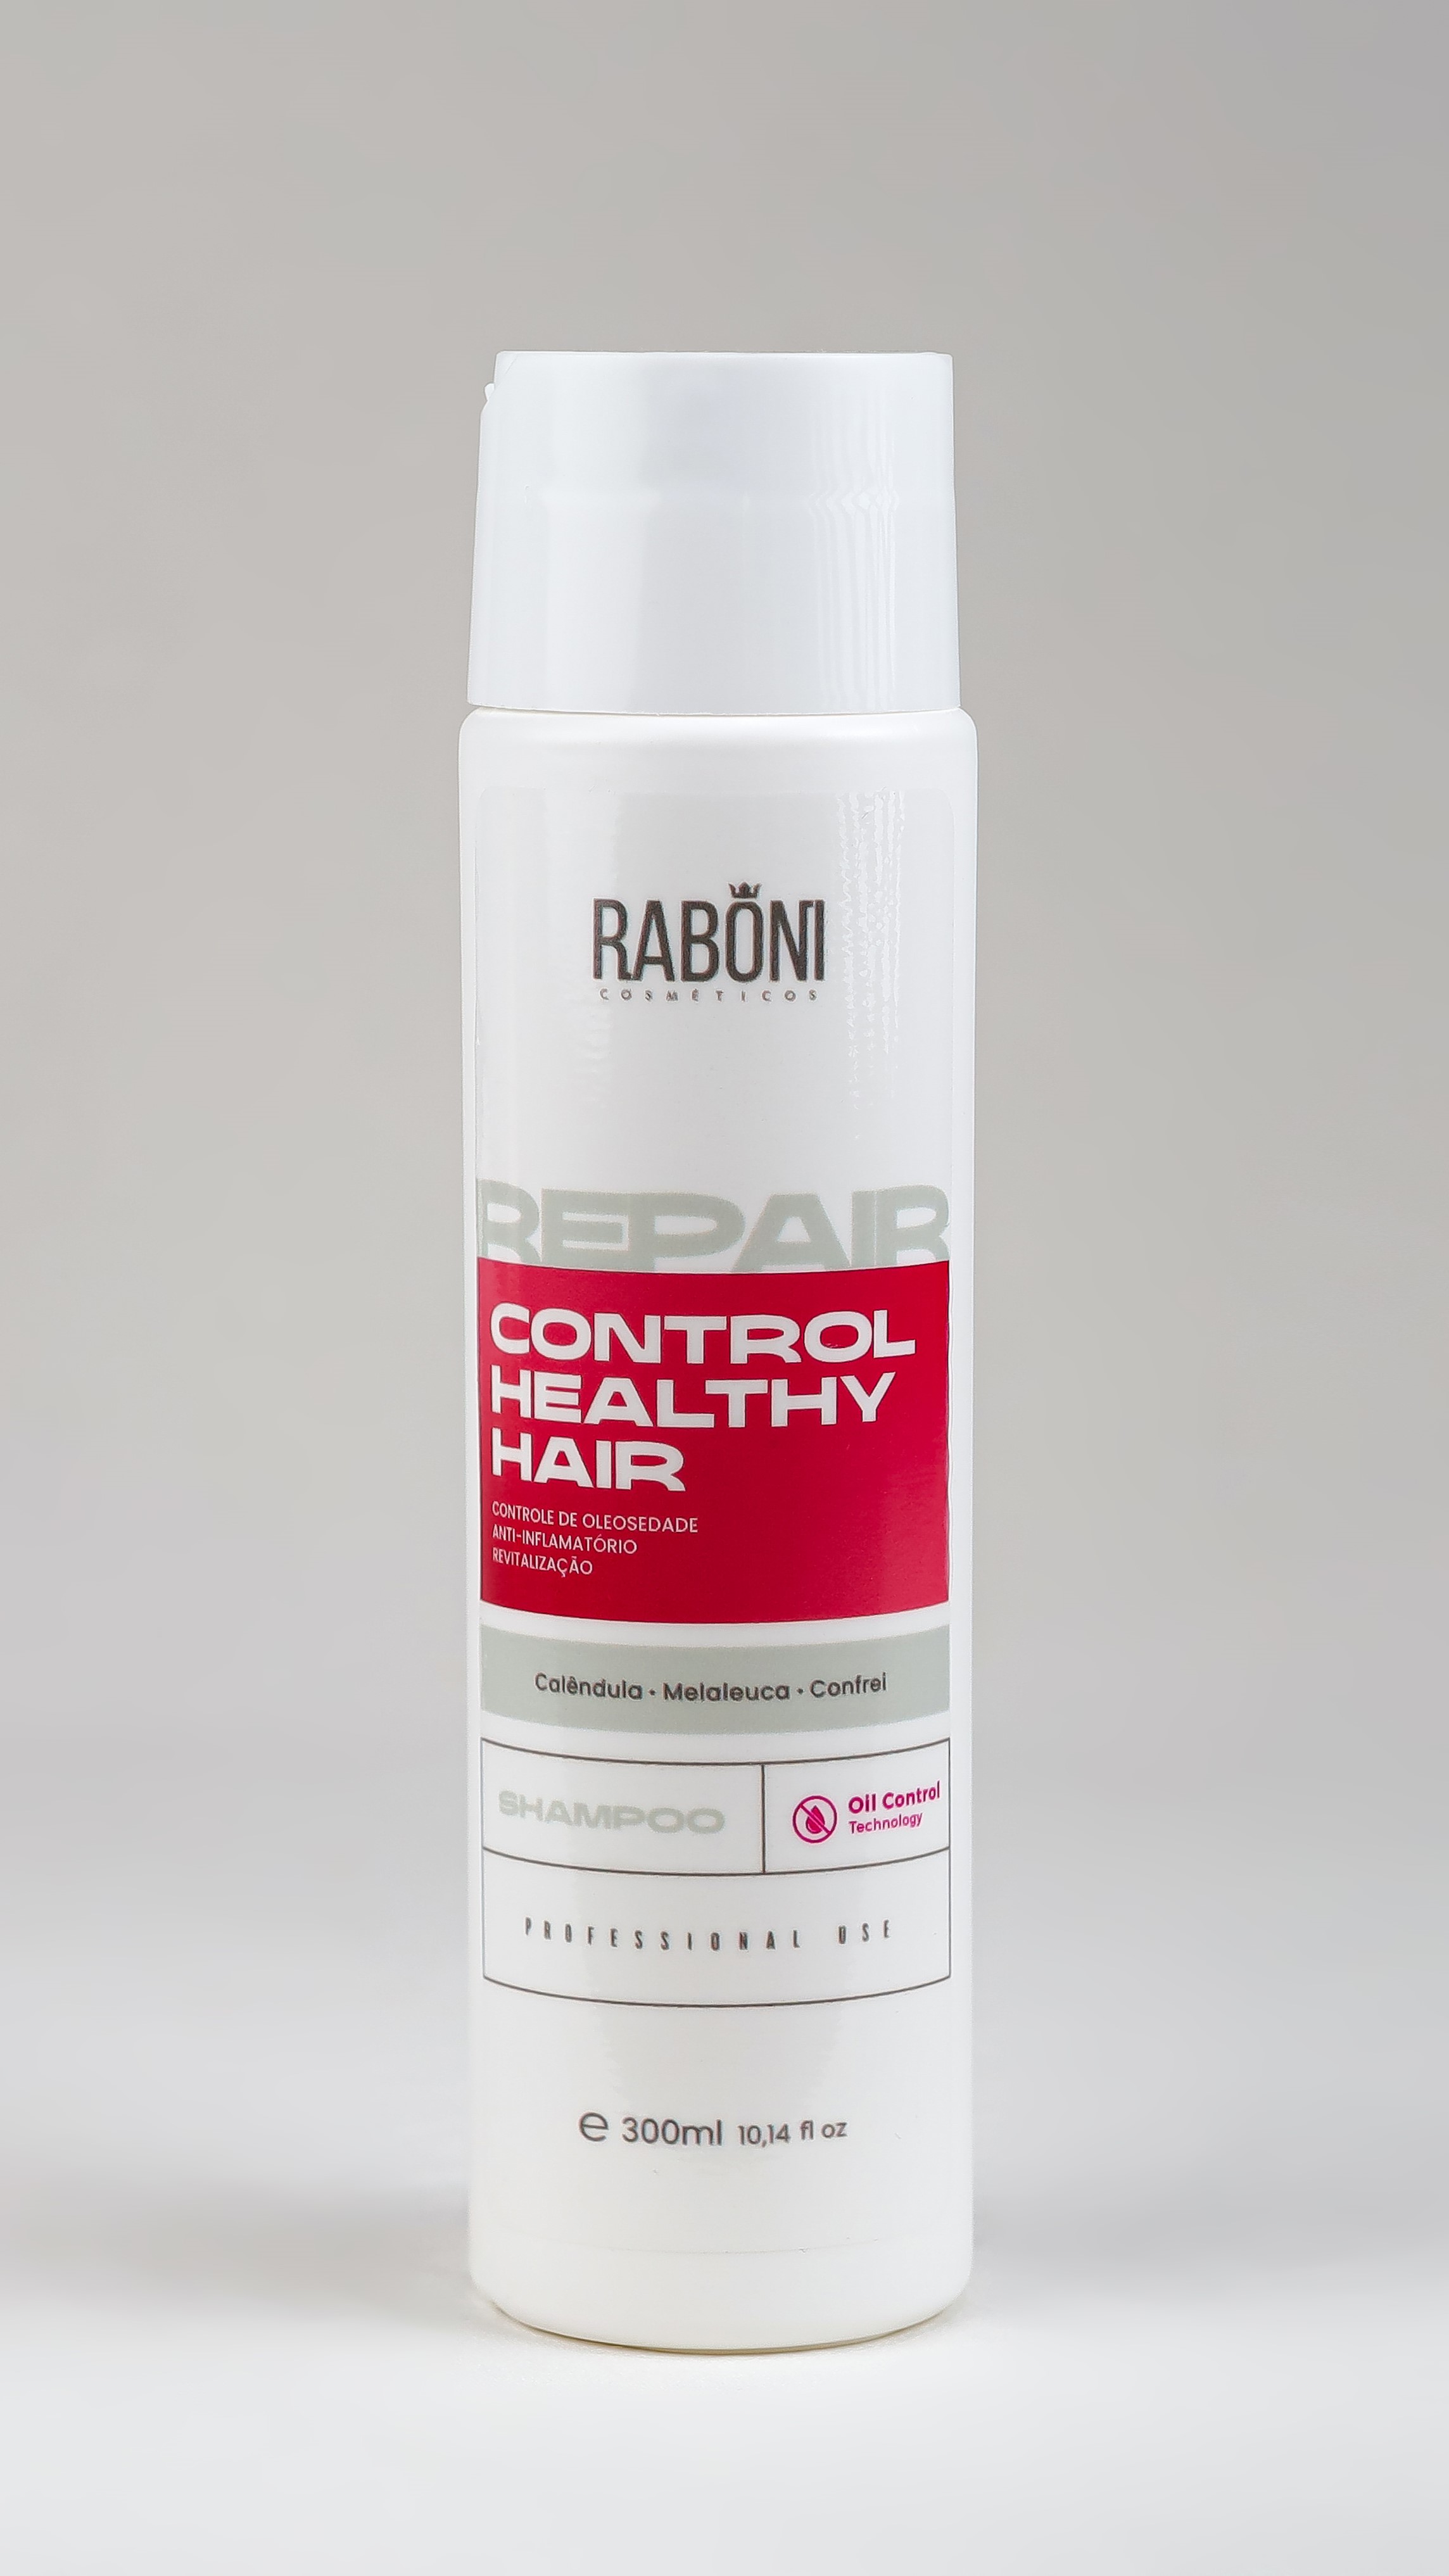 RABONI
COSMÉTICOS
REPAIR
CONTROL
HEALTHY
HAIR
CONTROLE DE OLEOSEDADE
ANTI-INFLAMATÓRIO
REVITALIZAÇÃO
Calêndula • Melaleuca • Confrei
SHAMPOO
Oil Control
Technology
PROFESSIONAL USE
℮ 300ml 10,14 fl oz